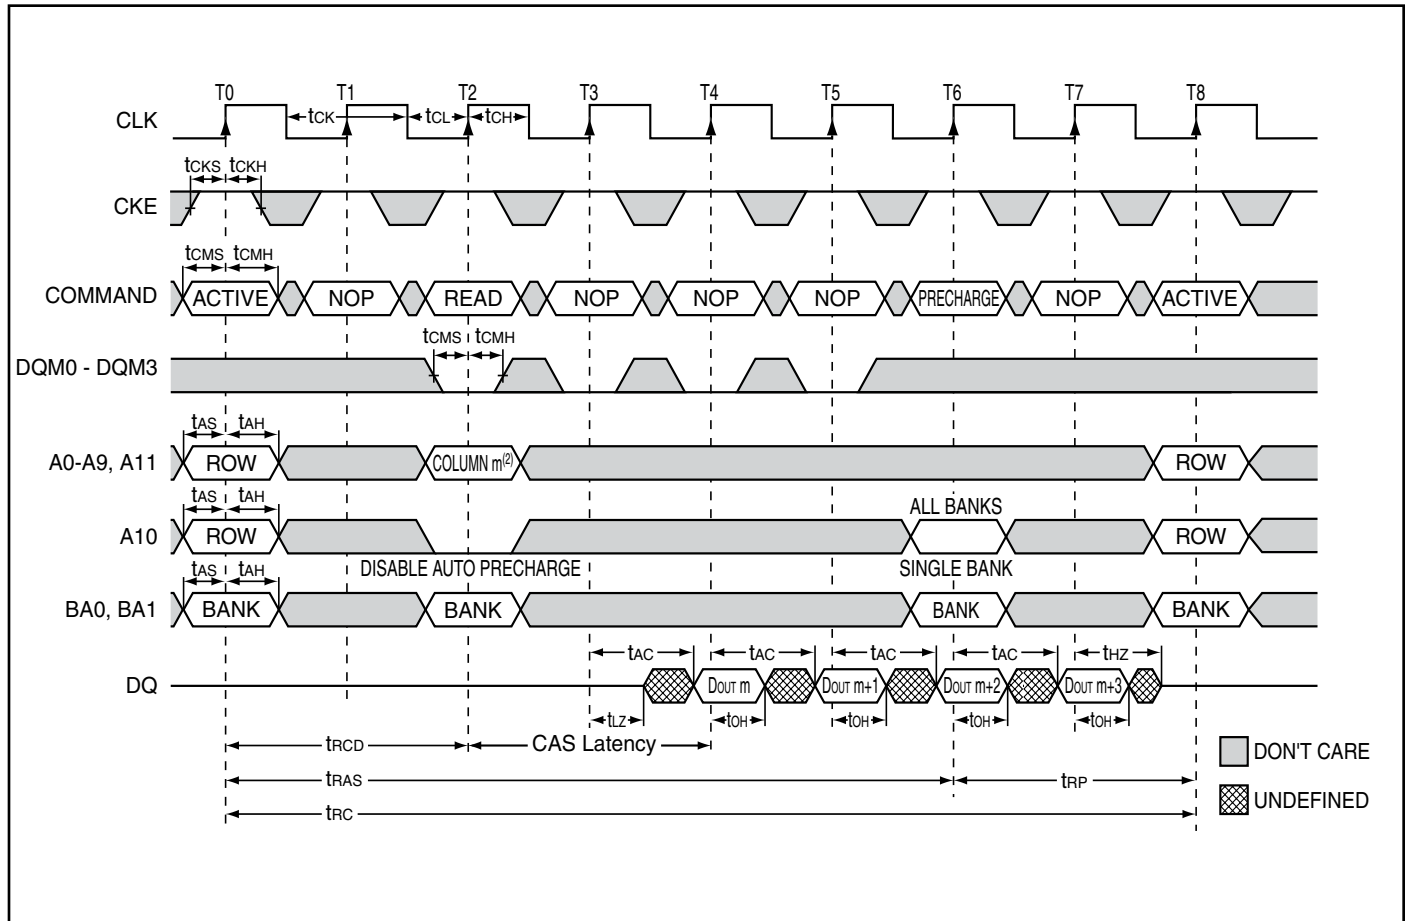 T0 T1 T2 T3 T4 T5 T6 T7 T8
CLK tCK tCL tCH
tCKS tCKH
CKE
tCMS tCMH
COMMAND ACTIVE NOP READ NOP NOP NOP PRECHARGE NOP ACTIVE
tCMS tCMH
DQM0 - DQM3
tAS tAH
A0-A9, A11 ROW COLUMN m(2) ROW
tAS tAH ALL BANKS
A10 ROW ROW
DISABLE AUTO PRECHARGE SINGLE BANK
tAS tAH
BA0, BA1 BANK BANK BANK BANK
tAC tAC tAC tAC tHZ
DQ DOUT m DOUT m+1 DOUT m+2 DOUT m+3
tLZ tOH tOH tOH tOH
tRCD CAS Latency
DON'T CARE
tRAS tRP
UNDEFINED
tRC